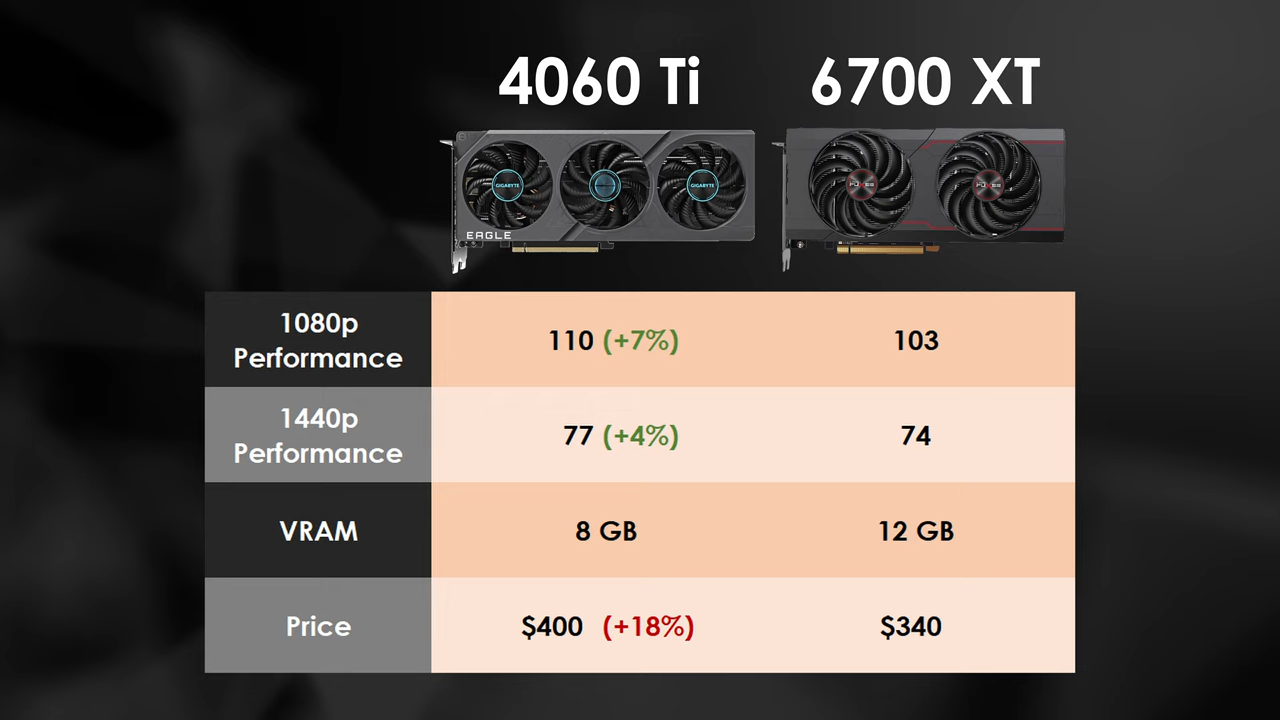 4060 Ti 6700 XT
GIGABYTE GIGABYTE
EAGLE
1080p
Performance
110 (+7%) 103
1440p
Performance
77 (+4%) 74
VRAM 8 GB 12 GB
Price $400 (+18%) $340